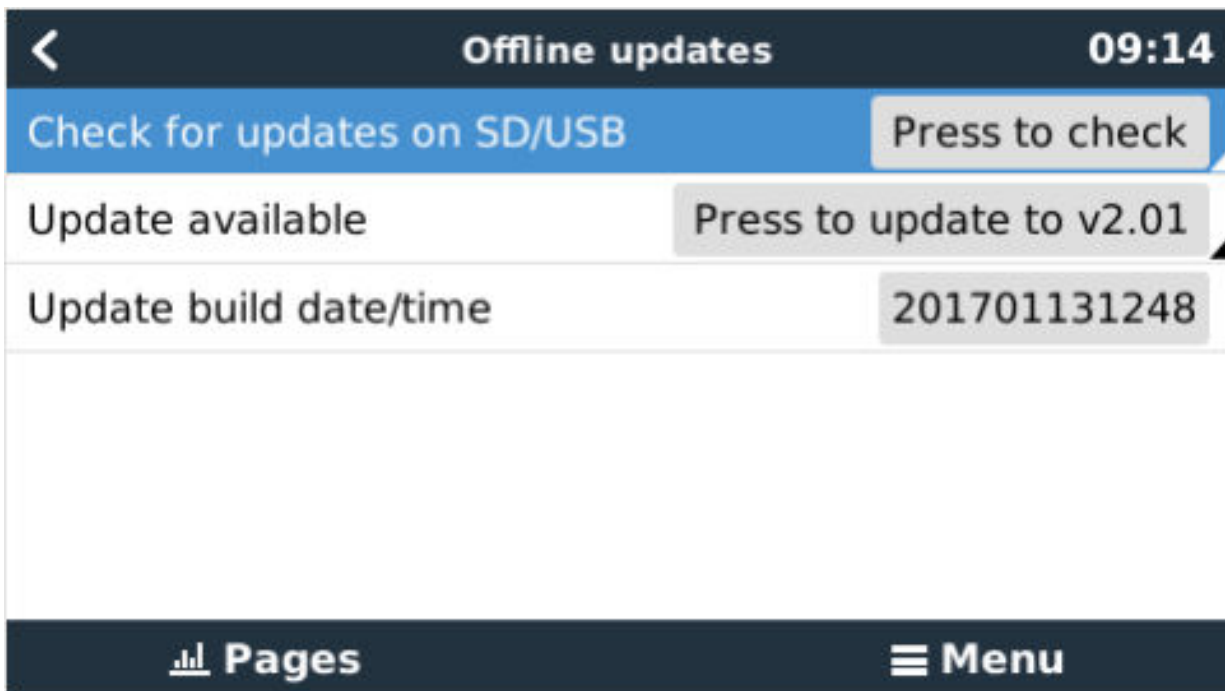 Offline updates 09:14
Check for updates on SD/USB Press to check
Update available Press to update to v2.01
Update build date/time 201701131248
Pages Menu